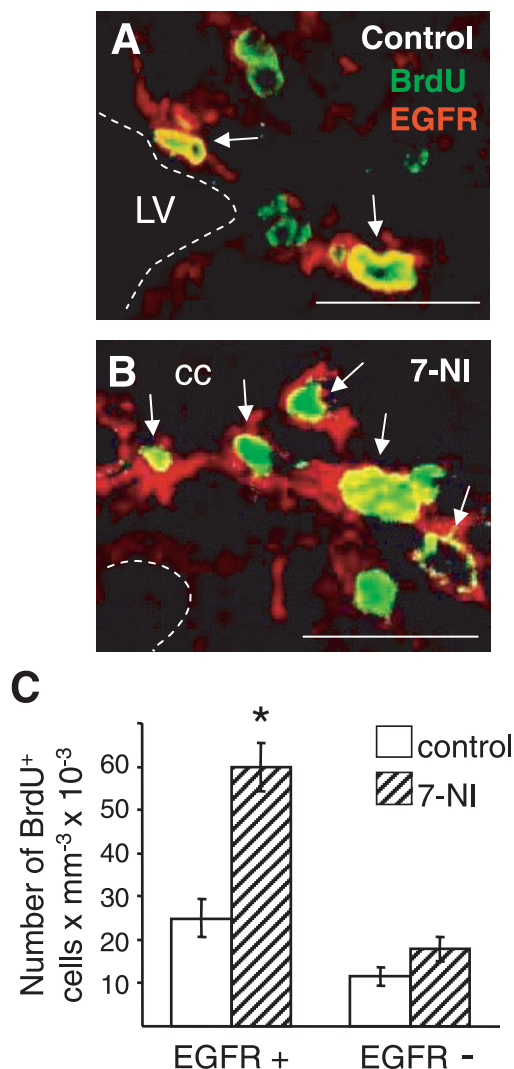 A
Control
BrdU
EGFR
LV
B
cc
7-NI
C
*
control
7-NI
Number of BrdU⁺
cells x mm⁻³ x 10⁻³
60
50
40
30
20
10
EGFR +
EGFR -